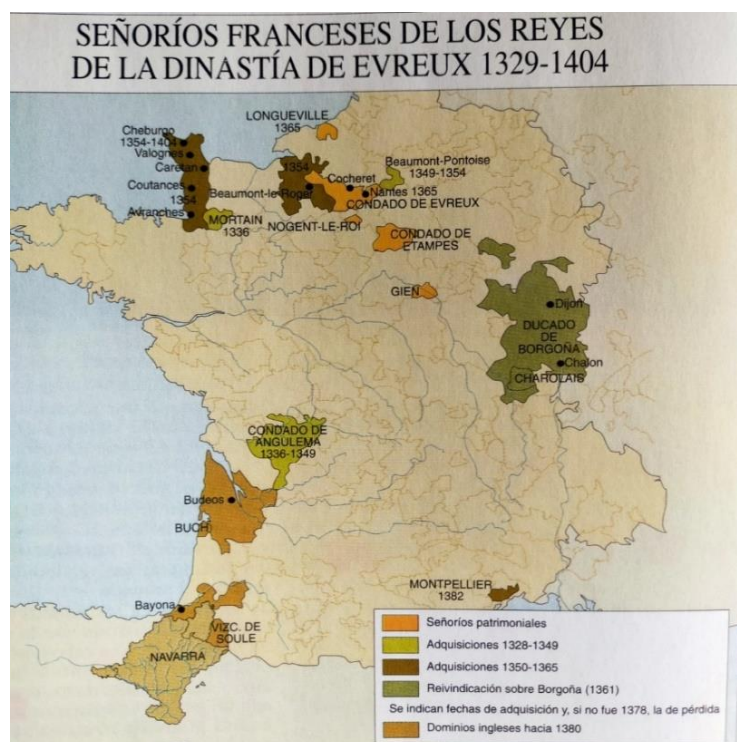 SEÑORÍOS FRANCESES DE LOS REYES
DE LA DINASTÍA DE EVREUX 1329-1404
LONGUEVILLE
1365
Cheburgo
1354-1404
Valognes
Caretan
Coutances
1354
Avranches
MORTAIN
1336
1354
Beaumont-le-Roger
Cocheret
Beaumont-Pontoise
1349-1354
Nantes 1365
CONDADO DE EVREUX
NOGENT-LE-ROI
CONDADO DE
ETAMPES
GIEN
Dijon
DUCADO
DE
BORGOÑA
Chalon
CHAROLAIS
CONDADO DE
ANGULEMA
1336-1349
Budeos
BUCH
Bayona
VIZC. DE
SOULE
NAVARRA
MONTPELLIER
1382
Señoríos patrimoniales
Adquisiciones 1328-1349
Adquisiciones 1350-1365
Reivindicación sobre Borgoña (1361)
Se indican fechas de adquisición y, si no fue 1378, la de pérdida
Dominios ingleses hacia 1380